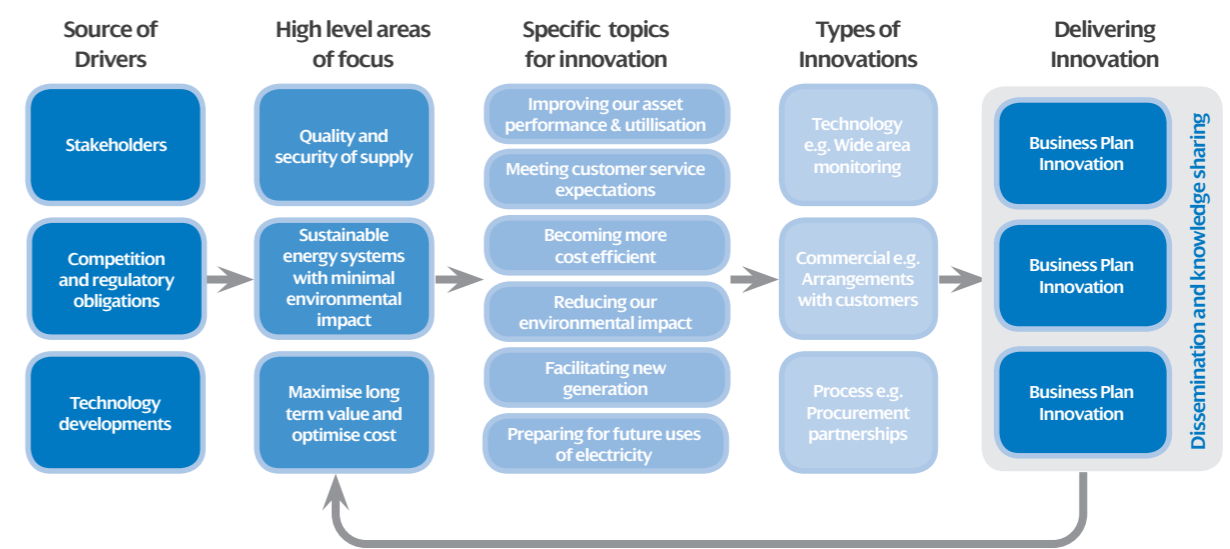 Source of
Drivers
High level areas
of focus
Specific topics
for innovation
Types of
Innovations
Delivering
Innovation
Stakeholders
Competition
and regulatory
obligations
Technology
developments
Quality and
security of supply
Sustainable
energy systems
with minimal
environmental
impact
Maximise long
term value and
optimise cost
Improving our asset
performance & utillisation
Meeting customer service
expectations
Becoming more
cost efficient
Reducing our
environmental impact
Facilitating new
generation
Preparing for future uses
of electricity
Technology
e.g. Wide area
monitoring
Commercial e.g.
Arrangements
with customers
Process e.g.
Procurement
partnerships
Business Plan
Innovation
Business Plan
Innovation
Business Plan
Innovation
Dissemination and knowledge sharing